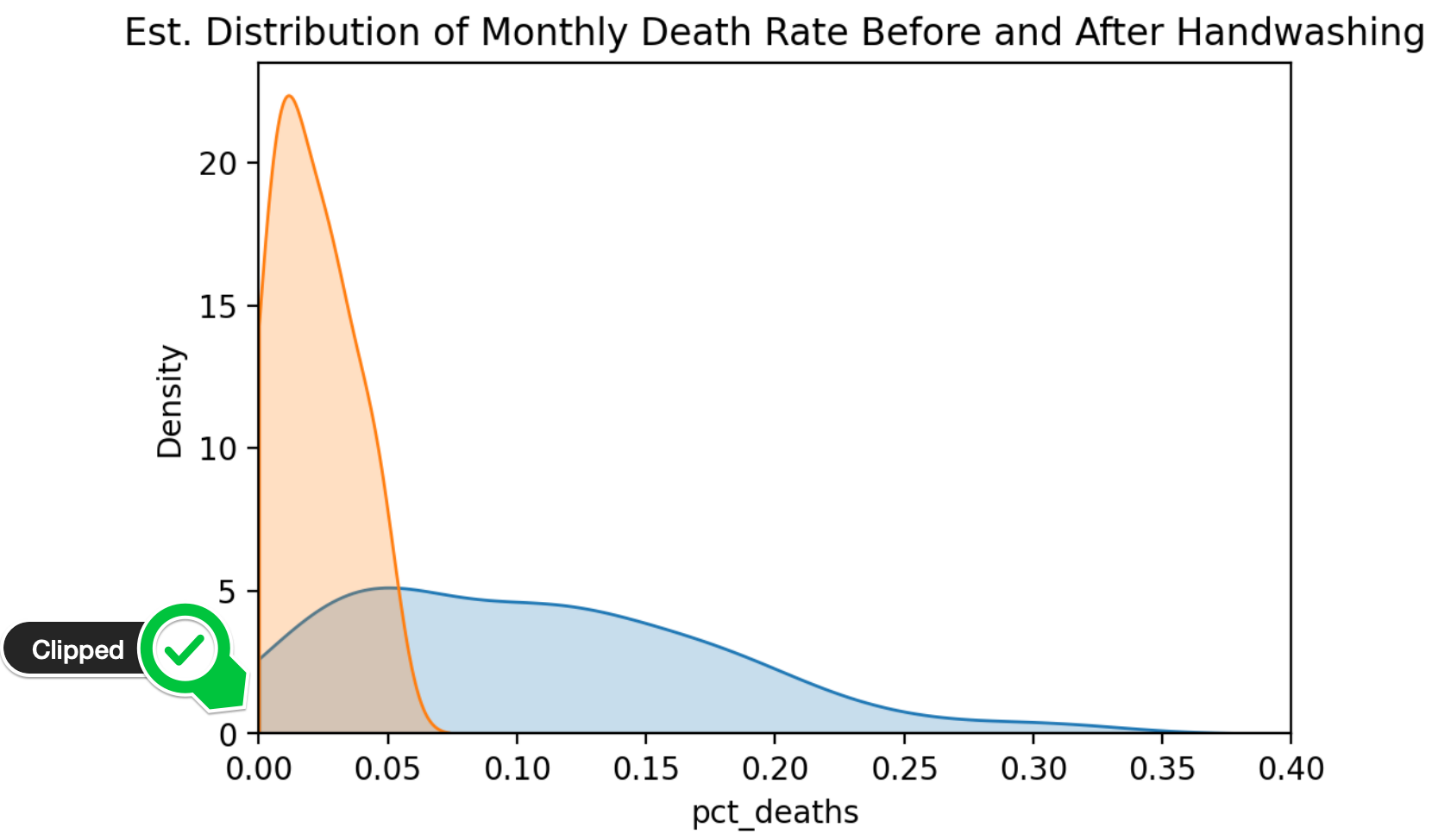 Est. Distribution of Monthly Death Rate Before and After Handwashing
20
15
10
5
0
Density
Clipped
0.00 0.05 0.10 0.15 0.20 0.25 0.30 0.35 0.40
pct_deaths